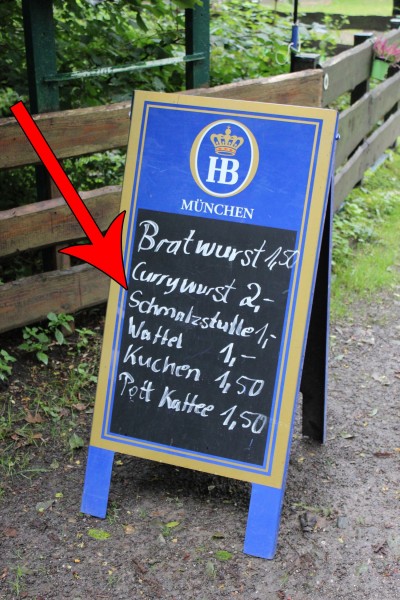 HB
MÜNCHEN
Bratwurst 1,50
Currywurst 2,-
Schmalzstulle 1,-
Waffel 1,-
Kuchen 1,50
Pott Kaffee 1,50